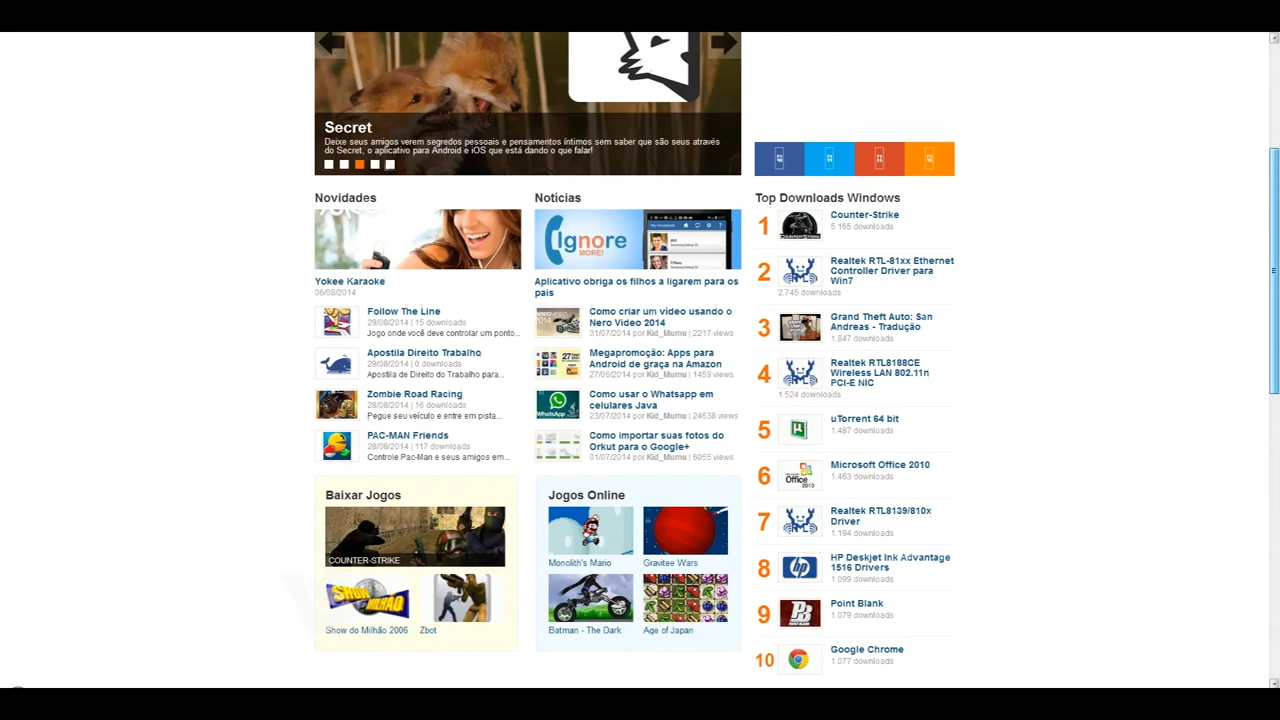 Secret
Deixe seus amigos verem segredos pessoais e pensamentos íntimos sem saber que são seus através
do Secret, o aplicativo para Android e iOS que está dando o que falar!
Novidades
Yokee Karaoke
06/08/2014
Follow The Line
29/08/2014 | 15 downloads
Jogo onde você deve controlar um ponto...
Apostila Direito Trabalho
29/08/2014 | 0 downloads
Apostila de Direito do Trabalho para...
Zombie Road Racing
28/08/2014 | 16 downloads
Pegue seu veículo e entre em pista...
PAC-MAN Friends
28/08/2014 | 117 downloads
Controle Pac-Man e seus amigos em...
Notícias
Ignore
MORE!
Aplicativo obriga os filhos a ligarem para os
pais
Como criar um vídeo usando o
Nero Video 2014
31/07/2014 por Kid_Mumu | 2217 views
Megapromoção: Apps para
Android de graça na Amazon
27/06/2014 por Kid_Mumu | 1459 views
WhatsApp
Como usar o Whatsapp em
celulares Java
23/07/2014 por Kid_Mumu | 24638 views
Como importar suas fotos do
Orkut para o Google+
01/07/2014 por Kid_Mumu | 6055 views
Top Downloads Windows
1
Counter-Strike
5.165 downloads
2
Realtek RTL-81xx Ethernet
Controller Driver para
Win7
2.745 downloads
3
Grand Theft Auto: San
Andreas - Tradução
1.847 downloads
4
Realtek RTL8188CE
Wireless LAN 802.11n
PCI-E NIC
1.524 downloads
5
uTorrent 64 bit
1.487 downloads
6
Office
2010
Microsoft Office 2010
1.463 downloads
7
Realtek RTL8139/810x
Driver
1.194 downloads
8
hp
HP Deskjet Ink Advantage
1516 Drivers
1.099 downloads
9
PB
POINT BLANK
Point Blank
1.079 downloads
10
Google Chrome
1.077 downloads
Baixar Jogos
COUNTER-STRIKE
SHOW DO MILHÃO
Show do Milhão 2006
Zbot
Jogos Online
Monolith's Mario
Gravitee Wars
Batman - The Dark
Age of Japan